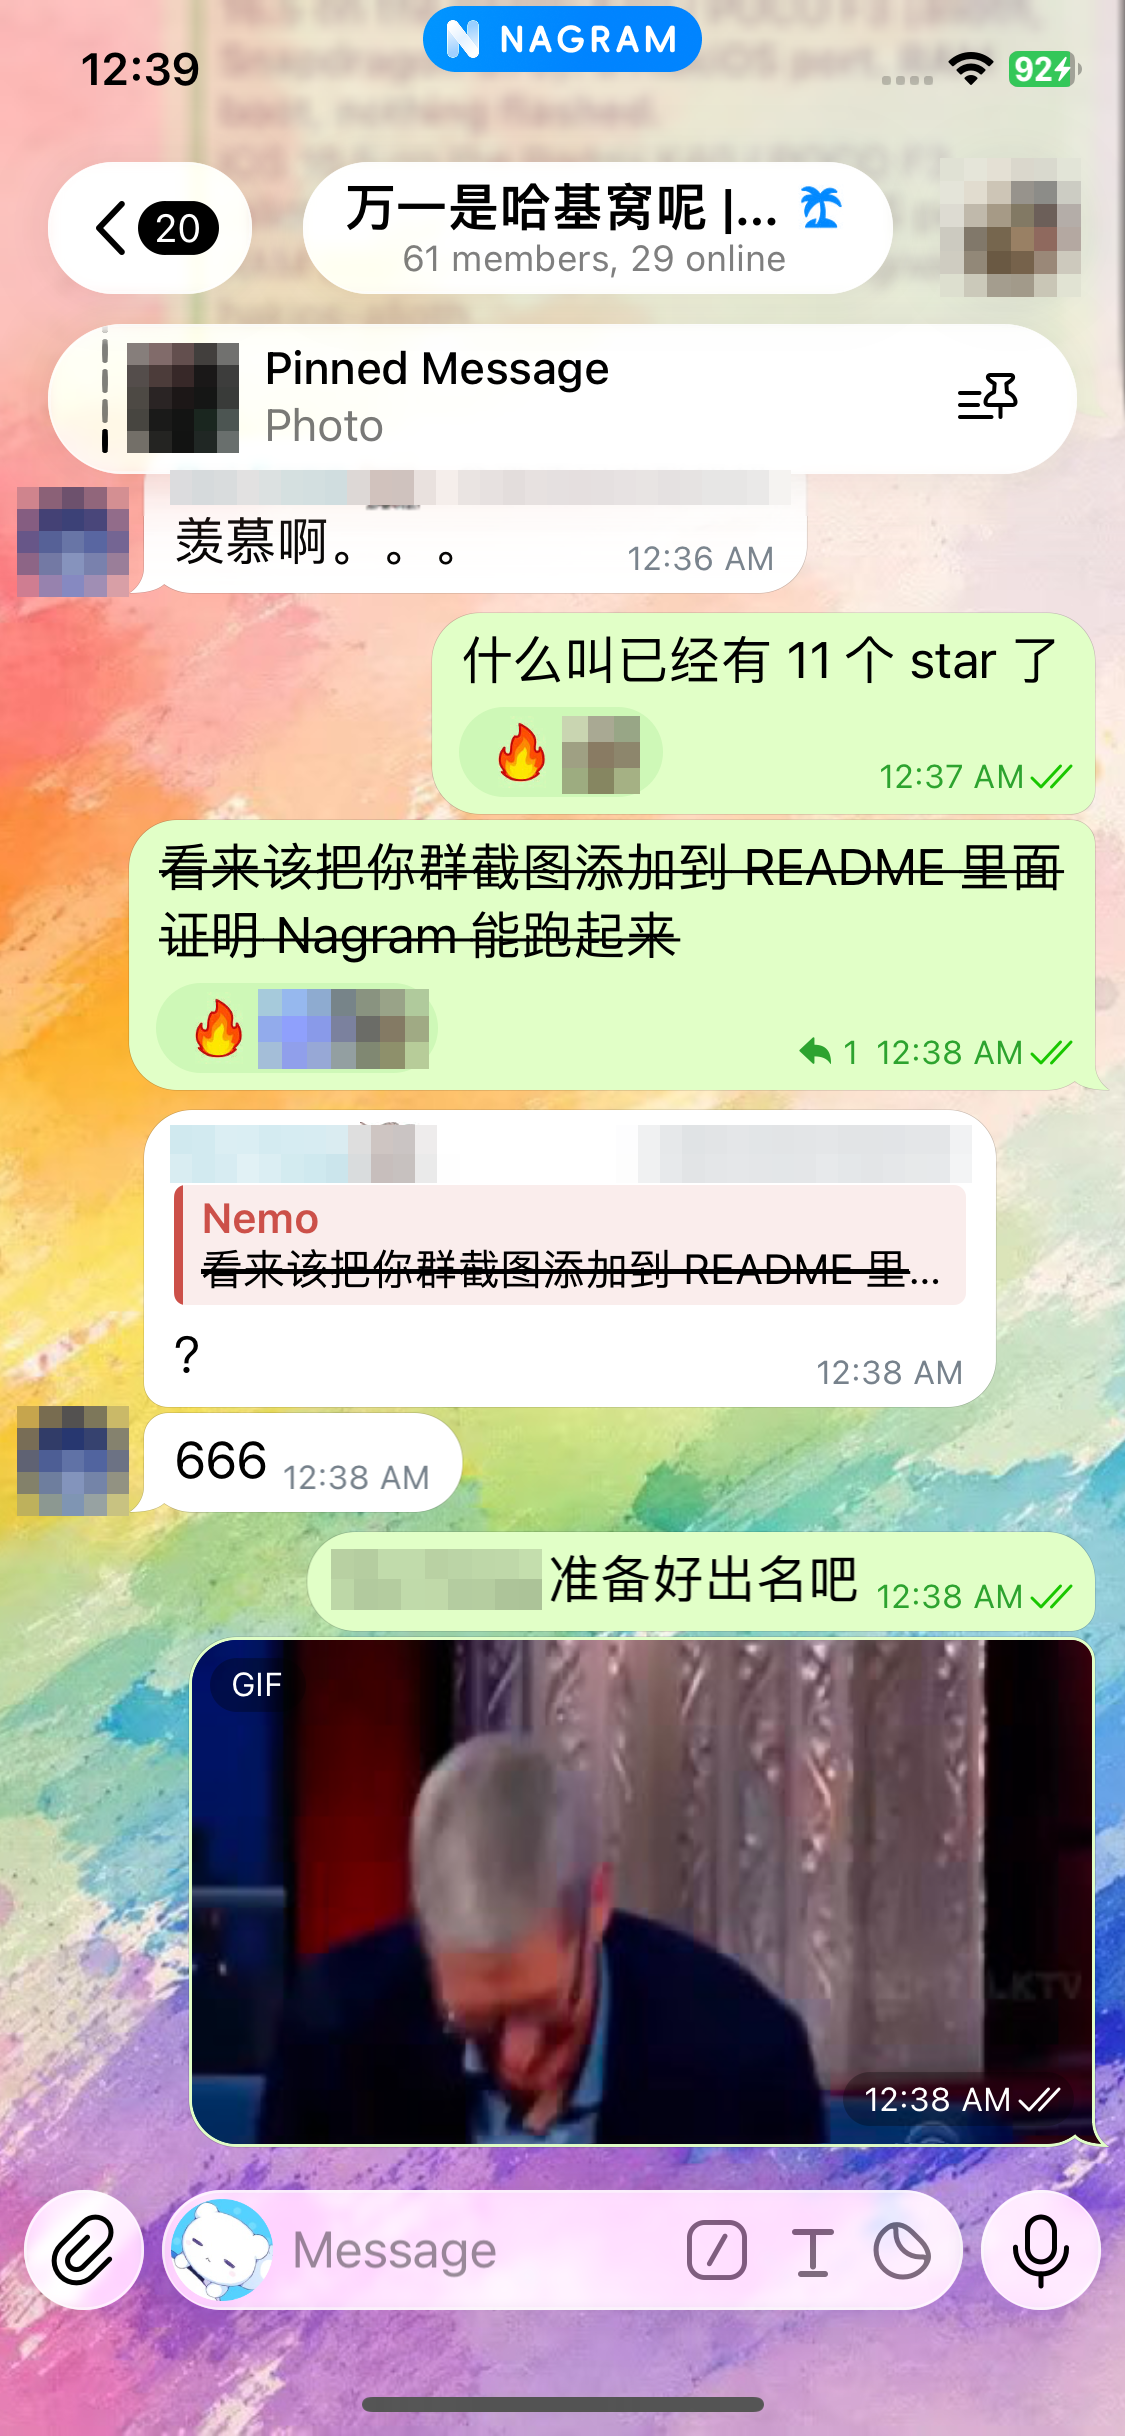 NAGRAM
12:39
92
20
万一是哈基窝呢 |...
61 members, 29 online
Pinned Message
Photo
羡慕啊。。。
12:36 AM
什么叫已经有 11 个 star 了
12:37 AM
看来该把你群截图添加到 README 里面
证明 Nagram 能跑起来
1 12:38 AM
Nemo
看来该把你群截图添加到 README 里...
?
12:38 AM
666 12:38 AM
准备好出名吧 12:38 AM
GIF
12:38 AM
Message